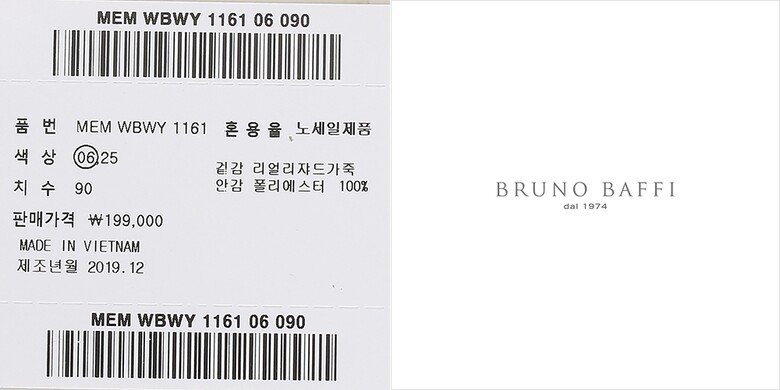 MEM WBWY 1161 06 090
품 번 MEM WBWY 1161 혼 용 율 노세일제품
색 상 06.25
겉감 리얼리쟈드가죽
치 수 90
안감 폴리에스터 100%
판매가격 ₩199,000
MADE IN VIETNAM
제조년월 2019.12
MEM WBWY 1161 06 090
BRUNO BAFFI
dal 1974